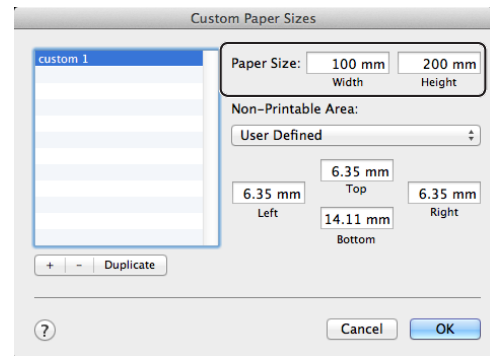 Custom Paper Sizes
custom 1
Paper Size: 100 mm 200 mm
Width Height
Non-Printable Area:
User Defined
6.35 mm
Top
6.35 mm 6.35 mm
Left Right
14.11 mm
Bottom
+ - Duplicate
? Cancel OK